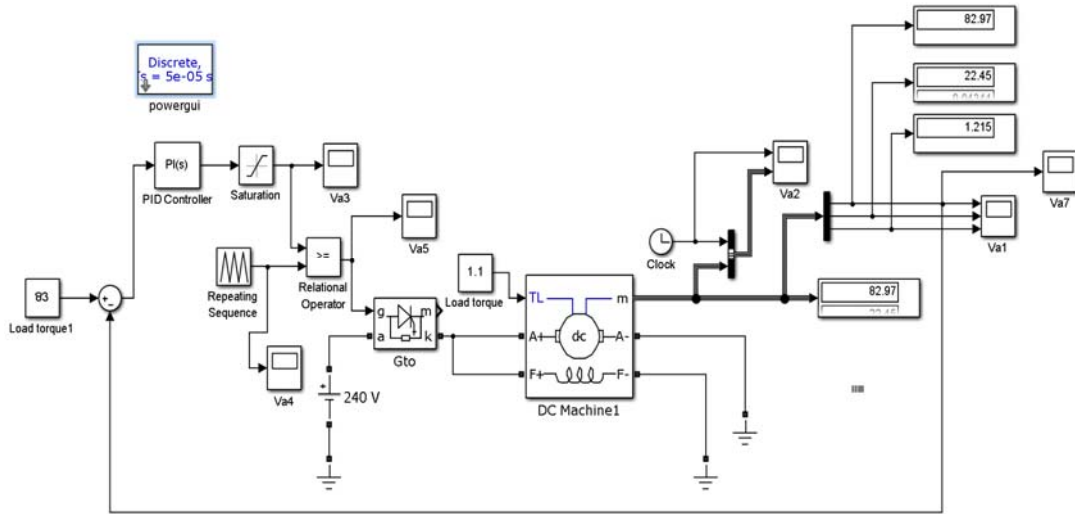 82.97
22.45
1.215
Discrete,
s = 5e-05 s
powergui
PI(s)
PID Controller
Saturation
Va3
Va2
Va7
Va1
Va5
Clock
>=
Relational
Operator
Repeating
Sequence
1.1
Load torque
TL
m
dc
A+
A-
F+
F-
DC Machine1
83
Load torque1
+
−
g
m
a
k
Gto
Va4
+
240 V
82.97